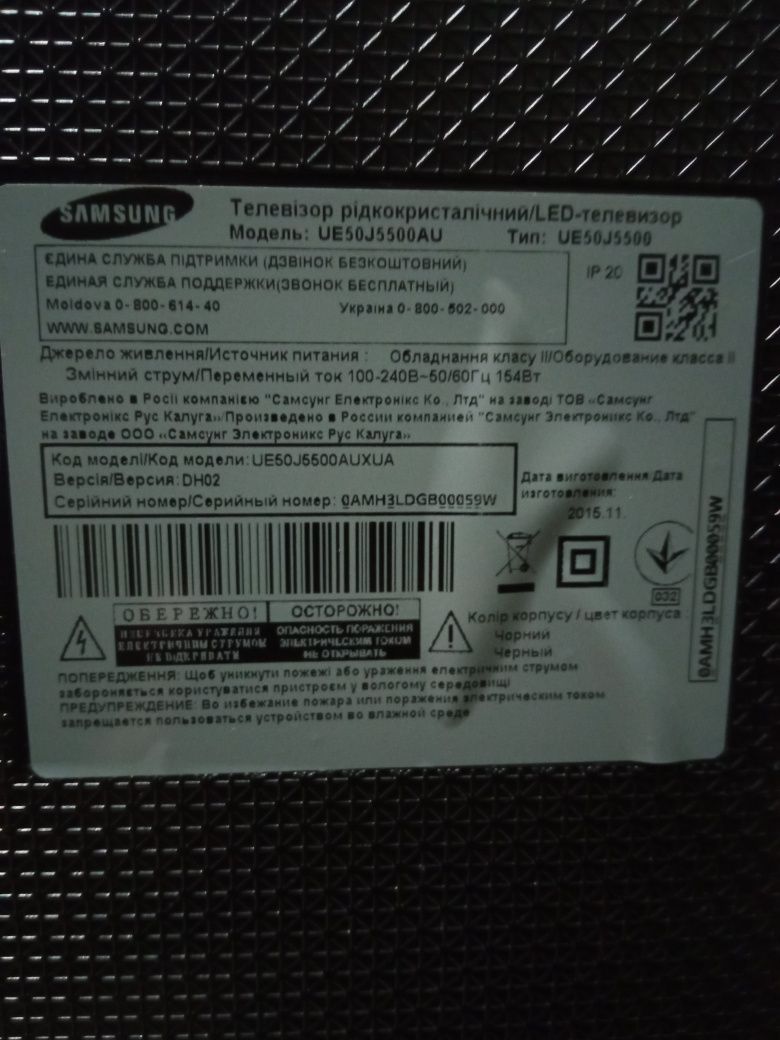 SAMSUNG
Телевізор рідкокристалічний/LED-телевизор
Модель: UE50J5500AU Тип: UE50J5500
ЄДИНА СЛУЖБА ПІДТРИМКИ (ДЗВІНОК БЕЗКОШТОВНИЙ)
ЕДИНАЯ СЛУЖБА ПОДДЕРЖКИ(ЗВОНОК БЕСПЛАТНЫЙ)
Moldova 0-800-614-40 Україна 0-800-502-000
WWW.SAMSUNG.COM
IP 20
Джерело живлення/Источник питания : Обладнання класу II/Оборудование класса II
Змінний струм/Переменный ток 100-240В~50/60Гц 154Вт
Вироблено в Росії компанією "Самсунг Електронікс Ко., Лтд" на заводі ТОВ «Самсунг
Електронікс Рус Калуга»/Произведено в России компанией "Самсунг Электроникс Ко., Лтд"
на заводе ООО «Самсунг Электроникс Рус Калуга»
Код моделі/Код модели: UE50J5500AUXUA
Версія/Версия: DH02
Серійний номер/Серийный номер: 0AMH3LDGB00059W
Дата виготовлення/Дата
изготовления:
2015.11.
0AMH3LDGB00059W
032
ОБЕРЕЖНО!
НЕБЕЗПЕКА УРАЖЕННЯ
ЕЛЕКТРИЧНИМ СТРУМОМ
НЕ ВІДКРИВАТИ
ОСТОРОЖНО!
ОПАСНОСТЬ ПОРАЖЕНИЯ
ЭЛЕКТРИЧЕСКИМ ТОКОМ
НЕ ОТКРЫВАТЬ
Колір корпусу / цвет корпуса
Чорний
Черный
ПОПЕРЕДЖЕННЯ: Щоб уникнути пожежі або ураження електричним струмом
забороняється користуватися пристроєм у вологому середовищі
ПРЕДУПРЕЖДЕНИЕ: Во избежание пожара или поражения электрическим током
запрещается пользоваться устройством во влажной среде